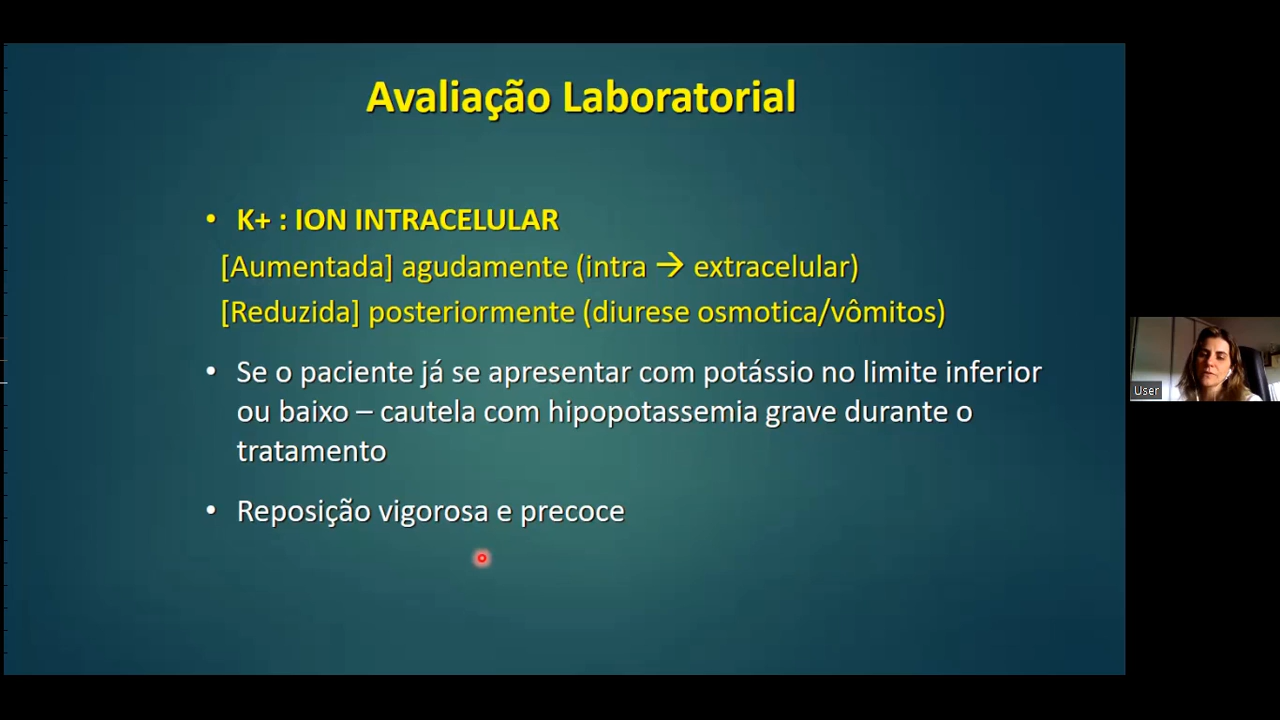 Avaliação Laboratorial
• K+ : ION INTRACELULAR
[Aumentada] agudamente (intra → extracelular)
[Reduzida] posteriormente (diurese osmotica/vômitos)
• Se o paciente já se apresentar com potássio no limite inferior
ou baixo – cautela com hipopotassemia grave durante o
tratamento
• Reposição vigorosa e precoce
User